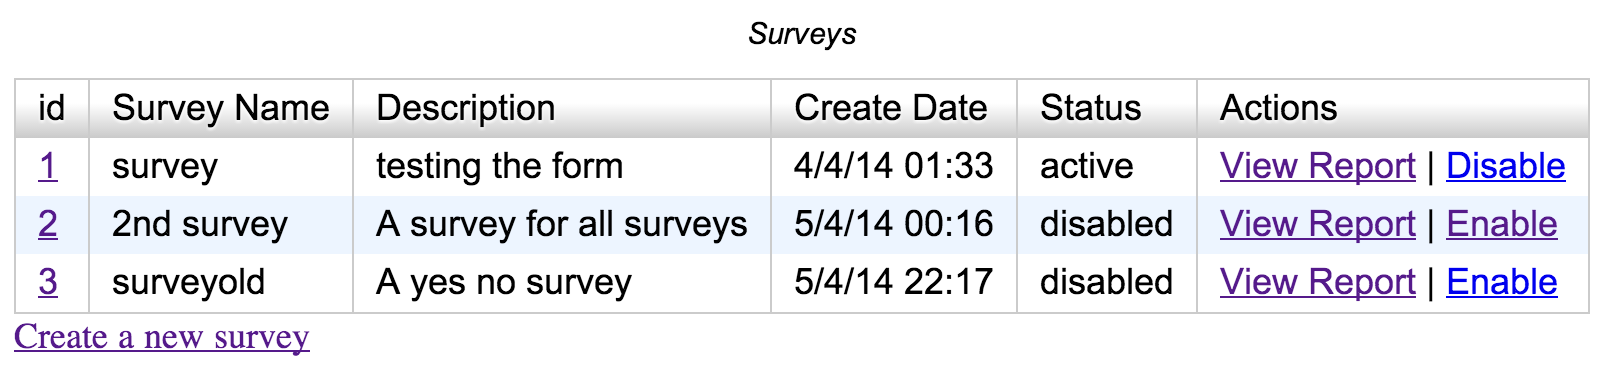 Surveys
id Survey Name Description Create Date Status Actions
1 survey testing the form 4/4/14 01:33 active View Report | Disable
2 2nd survey A survey for all surveys 5/4/14 00:16 disabled View Report | Enable
3 surveyold A yes no survey 5/4/14 22:17 disabled View Report | Enable
Create a new survey